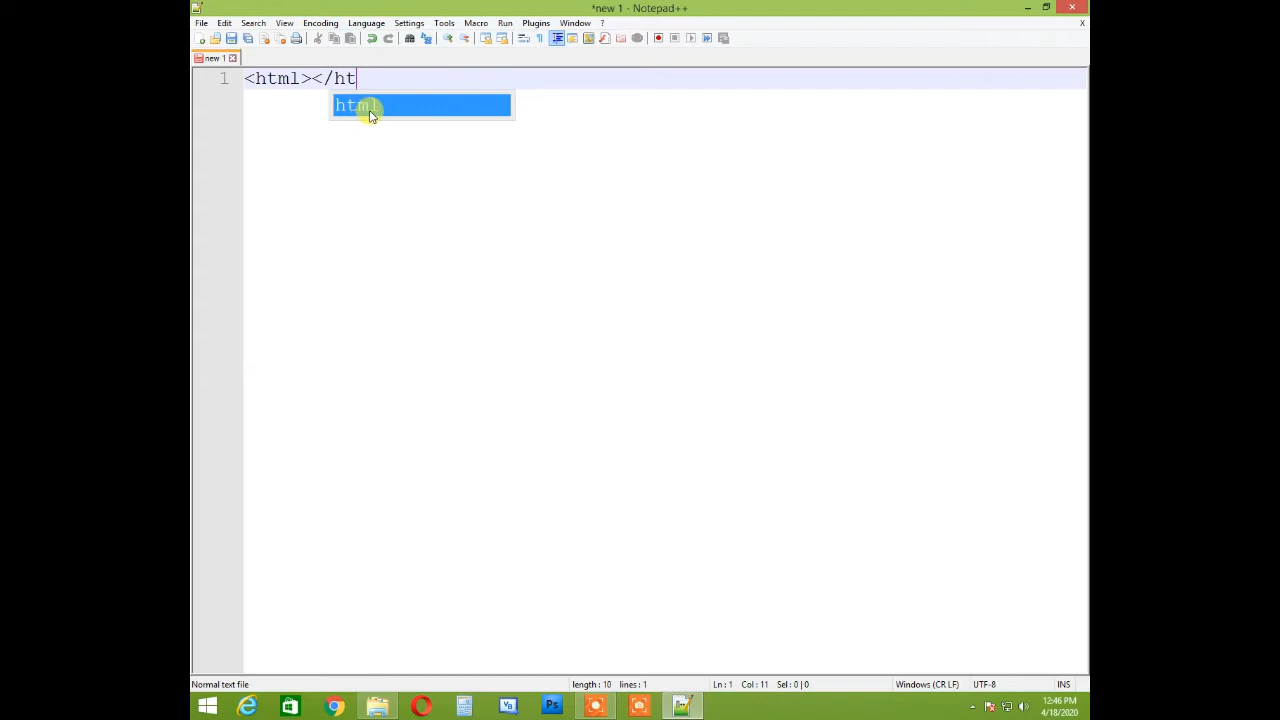 *new 1 - Notepad++
File Edit Search View Encoding Language Settings Tools Macro Run Plugins Window ? X
new 1
1 <html></ht
html
Normal text file length : 10 lines : 1 Ln : 1 Col : 11 Sel : 0 | 0 Windows (CR LF) UTF-8 INS
Ps
12:46 PM
4/18/2020